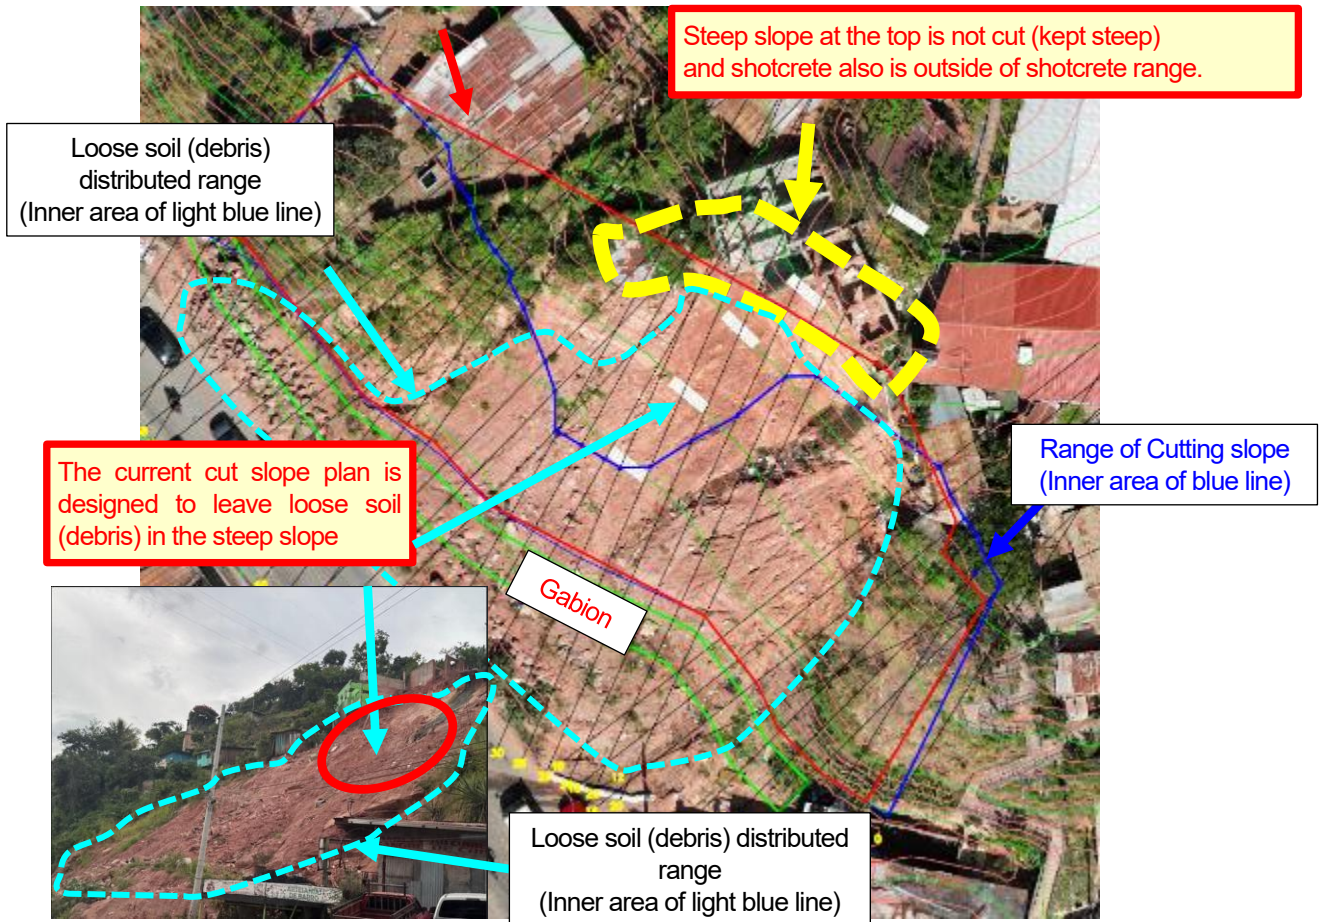 Steep slope at the top is not cut (kept steep)
and shotcrete also is outside of shotcrete range.
Loose soil (debris)
distributed range
(Inner area of light blue line)
Range of Cutting slope
(Inner area of blue line)
The current cut slope plan is
designed to leave loose soil
(debris) in the steep slope
Gabion
Loose soil (debris) distributed
range
(Inner area of light blue line)